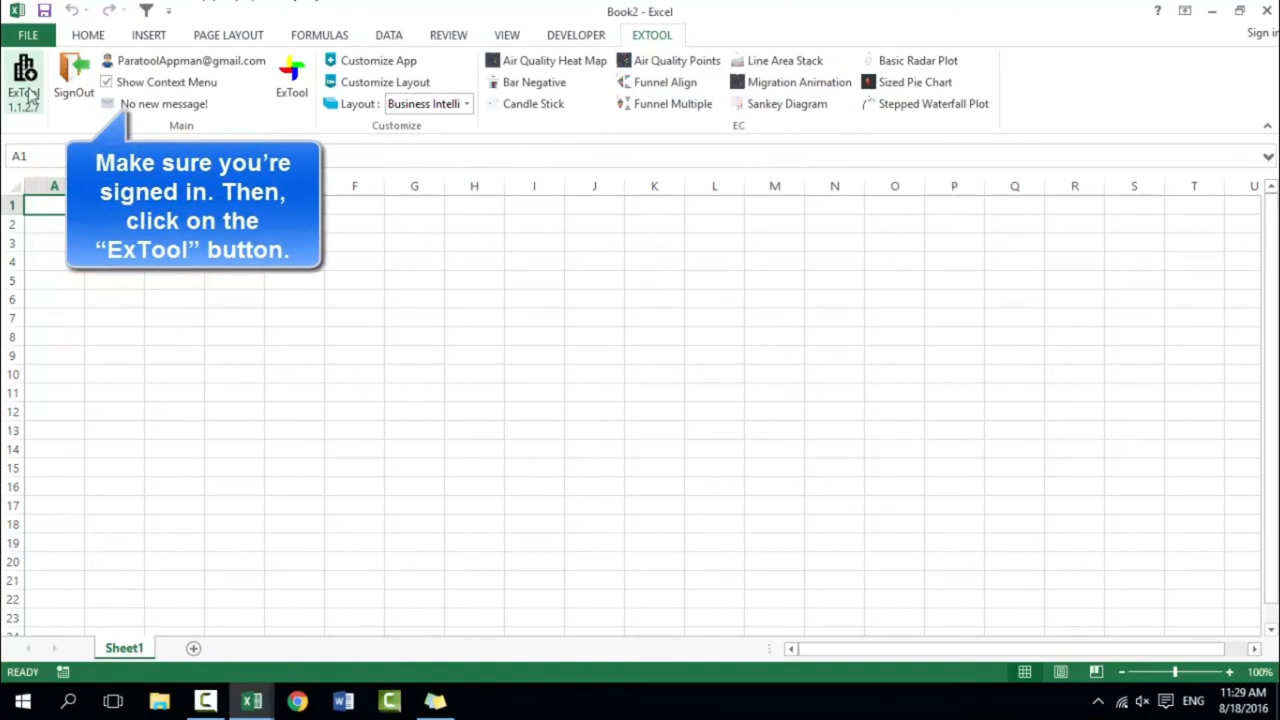 Book2 - Excel
FILE HOME INSERT PAGE LAYOUT FORMULAS DATA REVIEW VIEW DEVELOPER EXTOOL
Sign in
ParatoolAppman@gmail.com
Show Context Menu
No new message!
SignOut
ExTool
1.1.2.7
ExTool
Main
Customize App
Customize Layout
Layout : Business Intelli
Customize
Air Quality Heat Map Air Quality Points Line Area Stack Basic Radar Plot
Bar Negative Funnel Align Migration Animation Sized Pie Chart
Candle Stick Funnel Multiple Sankey Diagram Stepped Waterfall Plot
EC
A1
Make sure you’re
signed in. Then,
click on the
“ExTool” button.
A F G H I J K L M N O P Q R S T U
1
2
3
4
5
6
7
8
9
10
11
12
13
14
15
16
17
18
19
20
21
22
23
Sheet1
READY
100%
ENG
11:29 AM
8/18/2016